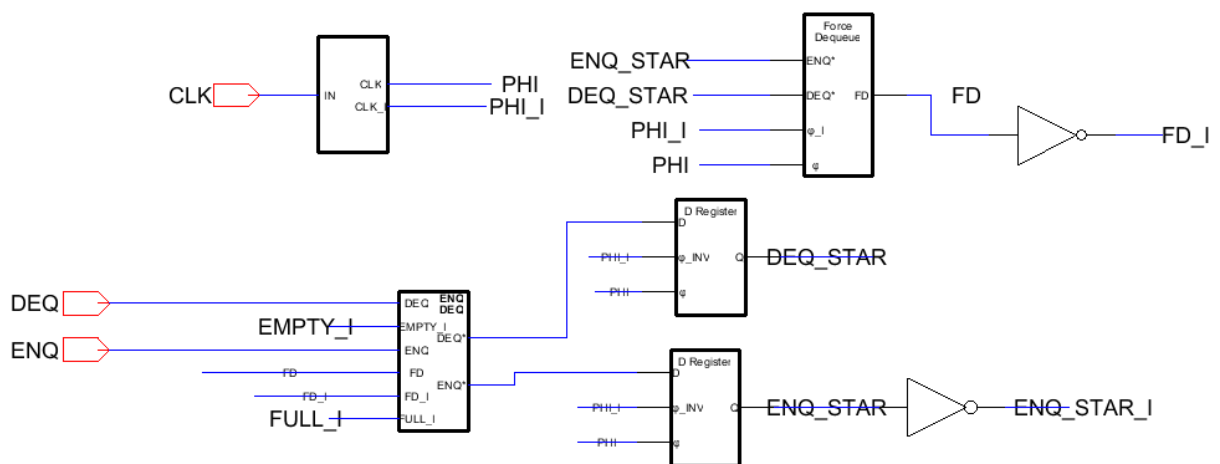 CLK
IN
CLK
CLK_I
PHI
PHI_I
Force
Dequeue
ENQ_STAR
ENQ*
DEQ_STAR
DEQ*
FD
FD
PHI_I
φ_I
PHI
φ
FD_I
D Register
D
PHI_I
φ_INV
Q
DEQ_STAR
PHI
φ
DEQ
DEQ
ENQ
DEQ
EMPTY_I
EMPTY_I
DEQ*
ENQ
ENQ
FD
FD
ENQ*
FD_I
FD_I
FULL_I
FULL_I
D Register
D
PHI_I
φ_INV
Q
ENQ_STAR
ENQ_STAR_I
PHI
φ